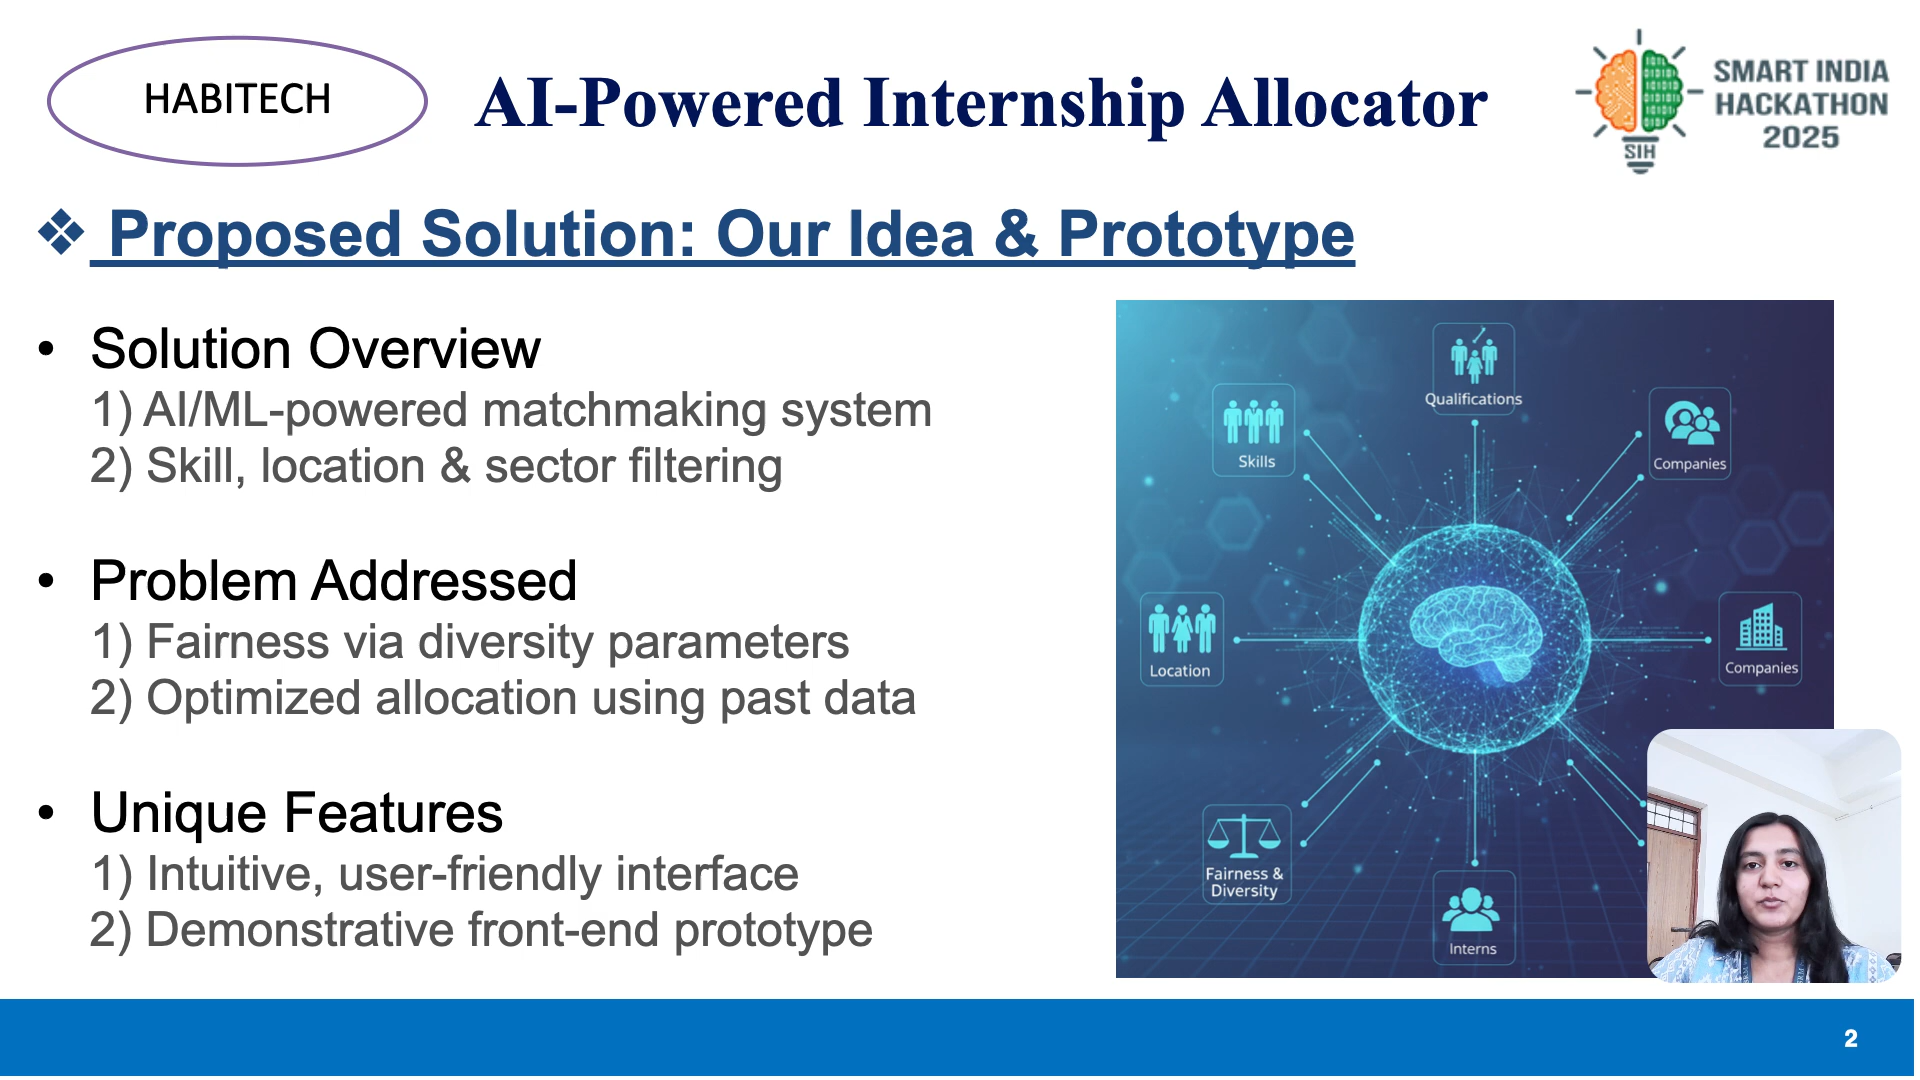 HABITECH
AI-Powered Internship Allocator
SMART INDIA
HACKATHON
2025
SIH
❖ Proposed Solution: Our Idea & Prototype
• Solution Overview
1) AI/ML-powered matchmaking system
2) Skill, location & sector filtering
• Problem Addressed
1) Fairness via diversity parameters
2) Optimized allocation using past data
• Unique Features
1) Intuitive, user-friendly interface
2) Demonstrative front-end prototype
Qualifications
Skills
Companies
Location
Companies
Fairness &
Diversity
Interns
2